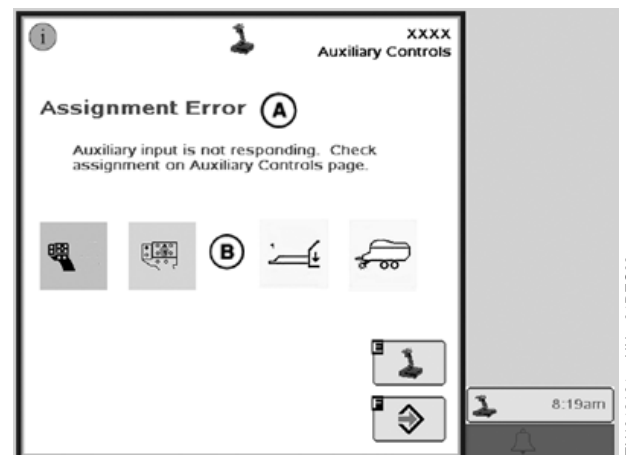 i
XXXX
Auxiliary Controls
Assignment Error A
Auxiliary input is not responding. Check
assignment on Auxiliary Controls page.
B
E
F
8:19am